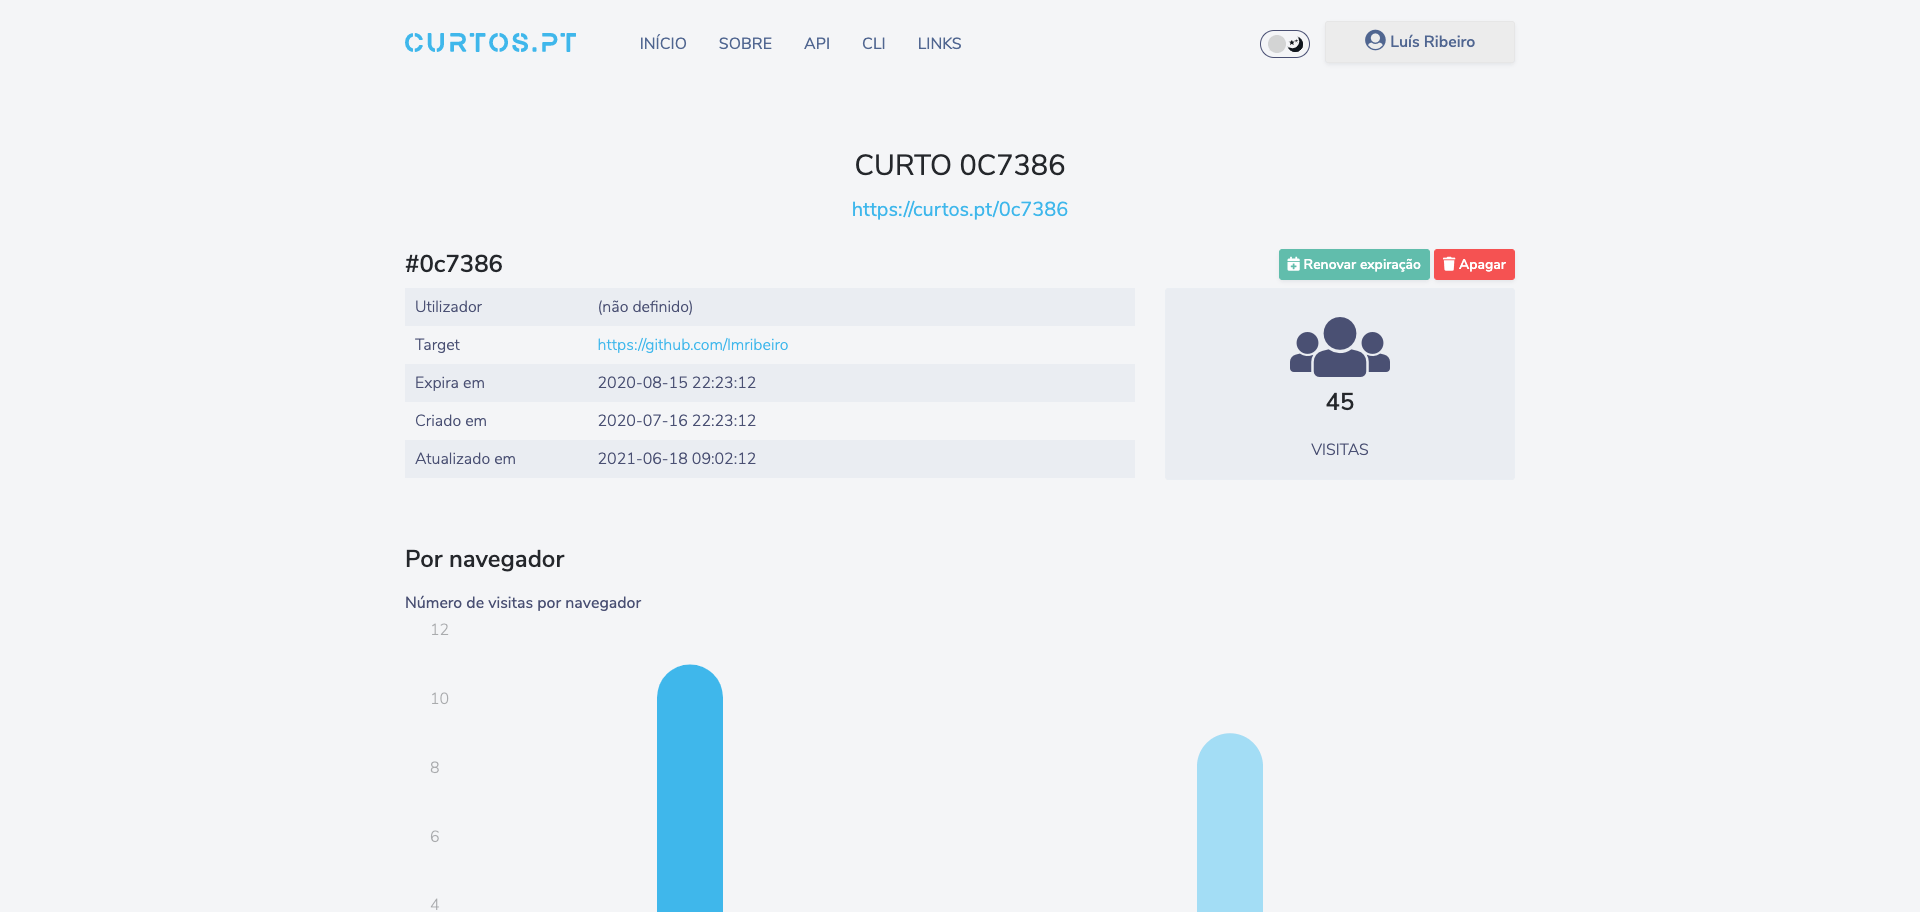 CURTOS.PT INÍCIO SOBRE API CLI LINKS Luís Ribeiro
CURTO 0C7386
https://curtos.pt/0c7386
#0c7386 Renovar expiração Apagar
Utilizador (não definido)
Target https://github.com/lmribeiro
Expira em 2020-08-15 22:23:12
Criado em 2020-07-16 22:23:12
Atualizado em 2021-06-18 09:02:12
45
VISITAS
Por navegador
Número de visitas por navegador
12
10
8
6
4